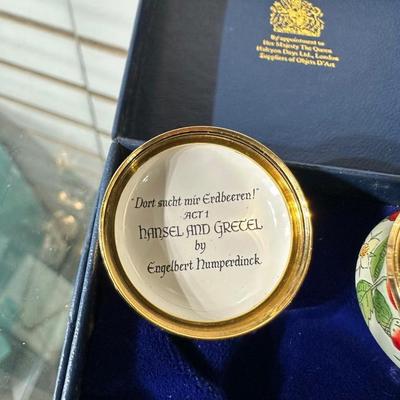 By appointment to
Her Majesty The Queen
Halcyon Days Ltd., London
Suppliers of Objets D'Art
"Dort sucht mir Erdbeeren!"
ACT 1
HANSEL AND GRETEL
by
Engelbert Humperdinck